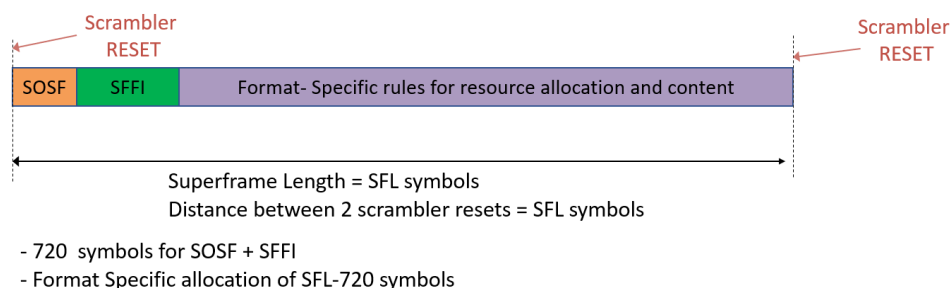 Scrambler
RESET
Scrambler
RESET
SOSF
SFFI
Format- Specific rules for resource allocation and content
Superframe Length = SFL symbols
Distance between 2 scrambler resets = SFL symbols
- 720 symbols for SOSF + SFFI
- Format Specific allocation of SFL-720 symbols